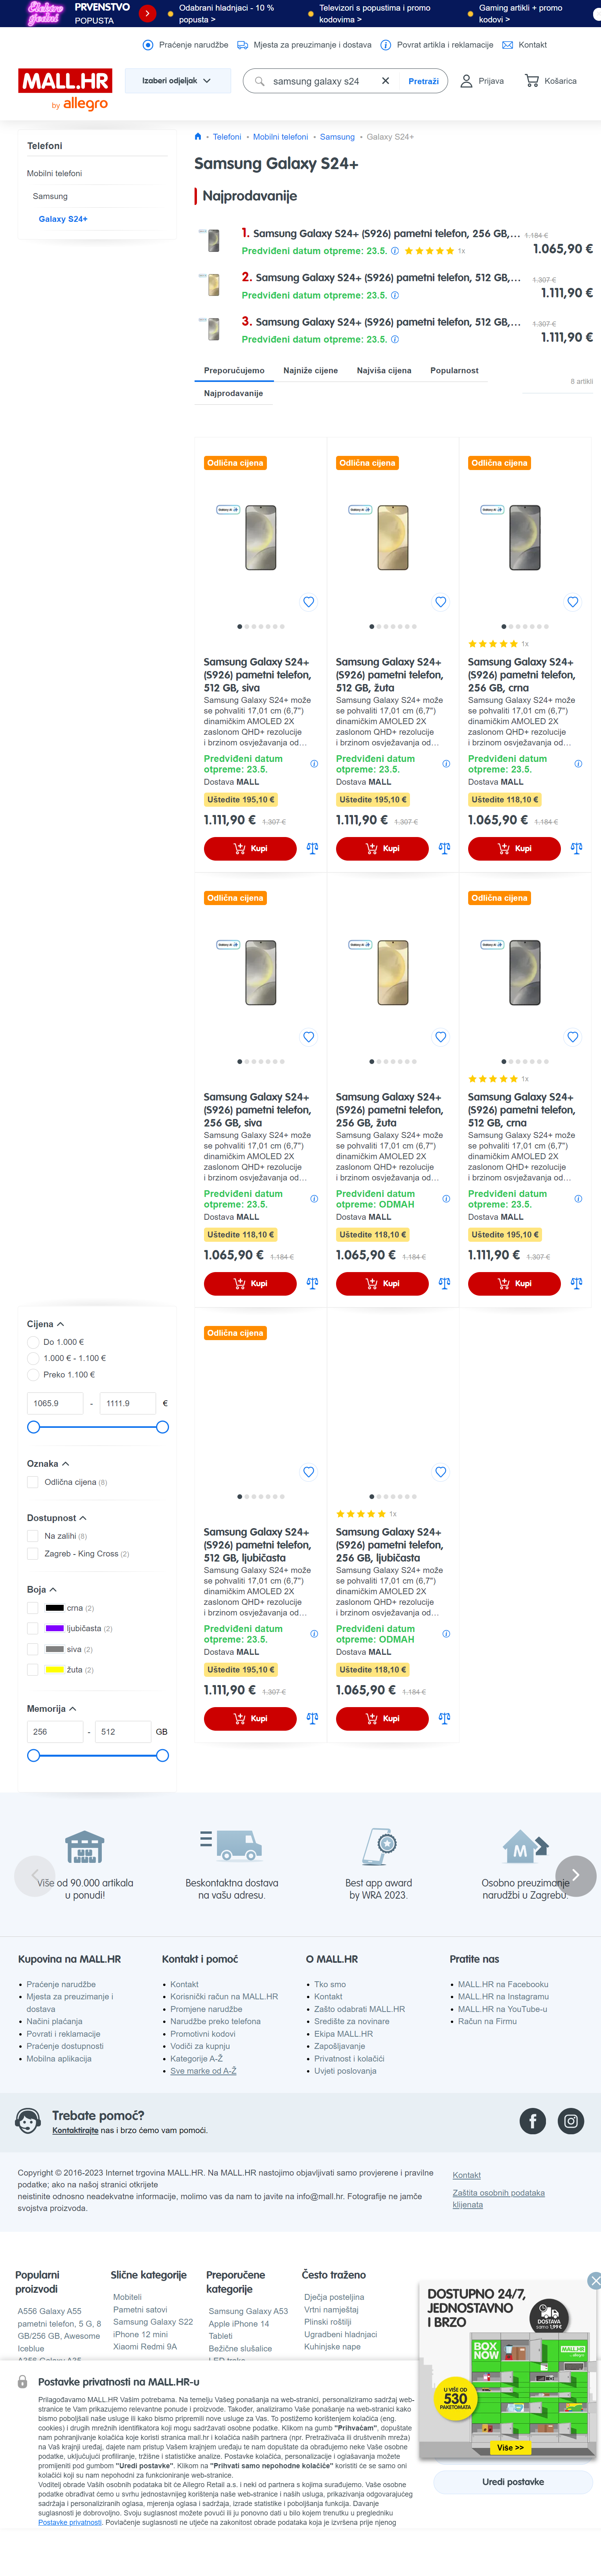 Električno jedni
PRVENSTVO
POPUSTA
Odabrani hladnjaci - 10 %
popusta >
Televizori s popustima i promo
kodovima >
Gaming artikli + promo
kodovi >
Praćenje narudžbe
Mjesta za preuzimanje i dostava
Povrat artikla i reklamacije
Kontakt
MALL.HR
by allegro
Izaberi odjeljak
samsung galaxy s24
Pretraži
Prijava
Košarica
Telefoni
Mobilni telefoni
Samsung
Galaxy S24+
Telefoni
Mobilni telefoni
Samsung
Galaxy S24+
Samsung Galaxy S24+
Najprodavanije
1. Samsung Galaxy S24+ (S926) pametni telefon, 256 GB,...
1.184 €
Predviđeni datum otpreme: 23.5.
1x
1.065,90 €
2. Samsung Galaxy S24+ (S926) pametni telefon, 512 GB,...
1.307 €
Predviđeni datum otpreme: 23.5.
1.111,90 €
3. Samsung Galaxy S24+ (S926) pametni telefon, 512 GB,...
1.307 €
Predviđeni datum otpreme: 23.5.
1.111,90 €
Preporučujemo
Najniže cijene
Najviša cijena
Popularnost
Najprodavanije
8 artikli
Odlična cijena
Samsung Galaxy S24+
(S926) pametni telefon,
512 GB, siva
Samsung Galaxy S24+ može
se pohvaliti 17,01 cm (6,7")
dinamičkim AMOLED 2X
zaslonom QHD+ rezolucije
i brzinom osvježavanja od...
Predviđeni datum
otpreme: 23.5.
Dostava MALL
Uštedite 195,10 €
1.111,90 € 1.307 €
Kupi
Odlična cijena
Samsung Galaxy S24+
(S926) pametni telefon,
512 GB, žuta
Samsung Galaxy S24+ može
se pohvaliti 17,01 cm (6,7")
dinamičkim AMOLED 2X
zaslonom QHD+ rezolucije
i brzinom osvježavanja od...
Predviđeni datum
otpreme: 23.5.
Dostava MALL
Uštedite 195,10 €
1.111,90 € 1.307 €
Kupi
Odlična cijena
1x
Samsung Galaxy S24+
(S926) pametni telefon,
256 GB, crna
Samsung Galaxy S24+ može
se pohvaliti 17,01 cm (6,7")
dinamičkim AMOLED 2X
zaslonom QHD+ rezolucije
i brzinom osvježavanja od...
Predviđeni datum
otpreme: 23.5.
Dostava MALL
Uštedite 118,10 €
1.065,90 € 1.184 €
Kupi
Odlična cijena
Samsung Galaxy S24+
(S926) pametni telefon,
256 GB, siva
Samsung Galaxy S24+ može
se pohvaliti 17,01 cm (6,7")
dinamičkim AMOLED 2X
zaslonom QHD+ rezolucije
i brzinom osvježavanja od...
Predviđeni datum
otpreme: 23.5.
Dostava MALL
Uštedite 118,10 €
1.065,90 € 1.184 €
Kupi
Odlična cijena
Samsung Galaxy S24+
(S926) pametni telefon,
256 GB, žuta
Samsung Galaxy S24+ može
se pohvaliti 17,01 cm (6,7")
dinamičkim AMOLED 2X
zaslonom QHD+ rezolucije
i brzinom osvježavanja od...
Predviđeni datum
otpreme: ODMAH
Dostava MALL
Uštedite 118,10 €
1.065,90 € 1.184 €
Kupi
Odlična cijena
1x
Samsung Galaxy S24+
(S926) pametni telefon,
512 GB, crna
Samsung Galaxy S24+ može
se pohvaliti 17,01 cm (6,7")
dinamičkim AMOLED 2X
zaslonom QHD+ rezolucije
i brzinom osvježavanja od...
Predviđeni datum
otpreme: 23.5.
Dostava MALL
Uštedite 195,10 €
1.111,90 € 1.307 €
Kupi
Cijena
Do 1.000 €
1.000 € - 1.100 €
Preko 1.100 €
1065.9 - 1111.9 €
Oznaka
Odlična cijena (8)
Dostupnost
Na zalihi (8)
Zagreb - King Cross (2)
Boja
crna (2)
ljubičasta (2)
siva (2)
žuta (2)
Memorija
256 - 512 GB
Odlična cijena
Samsung Galaxy S24+
(S926) pametni telefon,
512 GB, ljubičasta
Samsung Galaxy S24+ može
se pohvaliti 17,01 cm (6,7")
dinamičkim AMOLED 2X
zaslonom QHD+ rezolucije
i brzinom osvježavanja od...
Predviđeni datum
otpreme: 23.5.
Dostava MALL
Uštedite 195,10 €
1.111,90 € 1.307 €
Kupi
1x
Samsung Galaxy S24+
(S926) pametni telefon,
256 GB, ljubičasta
Samsung Galaxy S24+ može
se pohvaliti 17,01 cm (6,7")
dinamičkim AMOLED 2X
zaslonom QHD+ rezolucije
i brzinom osvježavanja od...
Predviđeni datum
otpreme: ODMAH
Dostava MALL
Uštedite 118,10 €
1.065,90 € 1.184 €
Kupi
Više od 90.000 artikala
u ponudi!
Beskontaktna dostava
na vašu adresu.
Best app award
by WRA 2023.
M
Osobno preuzimanje
narudžbi u Zagrebu.
Kupovina na MALL.HR
Praćenje narudžbe
Mjesta za preuzimanje i
dostava
Načini plaćanja
Povrati i reklamacije
Praćenje dostupnosti
Mobilna aplikacija
Kontakt i pomoć
Kontakt
Korisnički račun na MALL.HR
Promjene narudžbe
Narudžbe preko telefona
Promotivni kodovi
Vodiči za kupnju
Kategorije A-Ž
Sve marke od A-Ž
O MALL.HR
Tko smo
Kontakt
Zašto odabrati MALL.HR
Središte za novinare
Ekipa MALL.HR
Zapošljavanje
Privatnost i kolačići
Uvjeti poslovanja
Pratite nas
MALL.HR na Facebooku
MALL.HR na Instagramu
MALL.HR na YouTube-u
Račun na Firmu
Trebate pomoć?
Kontaktirajte nas i brzo ćemo vam pomoći.
Copyright © 2016-2023 Internet trgovina MALL.HR. Na MALL.HR nastojimo objavljivati samo provjerene i pravilne
podatke; ako na našoj stranici otkrijete
neistinite odnosno neadekvatne informacije, molimo vas da nam to javite na info@mall.hr. Fotografije ne jamče
svojstva proizvoda.
Kontakt
Zaštita osobnih podataka
klijenata
Popularni
proizvodi
A556 Galaxy A55
pametni telefon, 5 G, 8
GB/256 GB, Awesome
Iceblue
Slične kategorije
Mobiteli
Pametni satovi
Samsung Galaxy S22
iPhone 12 mini
Xiaomi Redmi 9A
Preporučene
kategorije
Samsung Galaxy A53
Apple iPhone 14
Tableti
Bežične slušalice
Često traženo
Dječja posteljina
Vrtni namještaj
Plinski roštilji
Ugradbeni hladnjaci
Kuhinjske nape
DOSTUPNO 24/7,
JEDNOSTAVNO
I BRZO
DOSTAVA
samo 1,99€
BOX
NOW
MALL.HR
U VIŠE OD
530
PAKETOMATA
Više >>
Postavke privatnosti na MALL.HR-u
Prilagođavamo MALL.HR Vašim potrebama. Na temelju Vašeg ponašanja na web-stranici, personaliziramo sadržaj web-
stranice te Vam prikazujemo relevantne ponude i proizvode. Također, analiziramo Vaše ponašanje na web-stranici kako
bismo poboljšali naše usluge ili kako bismo pripremili nove usluge za Vas. To postižemo korištenjem kolačića (eng.
cookies) i drugih mrežnih identifikatora koji mogu sadržavati osobne podatke. Klikom na gumb "Prihvaćam", dopuštate
nam pohranjivanje kolačića koje koristi stranica mall.hr i kolačića naših partnera (npr. Pretraživača ili društvenih mreža)
na Vaš krajnji uređaj, dajete nam pristup Vašem krajnjem uređaju te nam dopuštate da obrađujemo neke Vaše osobne
podatke, uključujući profiliranje, tržišne i statističke analize. Postavke kolačića, personalizacije i oglašavanja možete
promijeniti pod gumbom "Uredi postavke". Klikom na "Prihvati samo nepohodne kolačiće" koristiti će se samo oni
kolačići koji su nam nepohodni za funkcioniranje web-stranice.
Voditelj obrade Vaših osobnih podataka bit će Allegro Retail a.s. i neki od partnera s kojima surađujemo. Vaše osobne
podatke obrađivat ćemo u svrhu jednostavnijeg korištenja naše web-stranice i naših usluga, prikazivanja odgovarajućeg
sadržaja i personaliziranih oglasa, mjerenja oglasa i sadržaja, izrade statistike i poboljšanja funkcija. Davanje
suglasnosti je dobrovoljno. Svoju suglasnost možete povući ili ju ponovno dati u bilo kojem trenutku u pregledniku
Postavke privatnosti. Povlačenje suglasnosti ne utječe na zakonitost obrade podataka koja je izvršena prije njenog
Uredi postavke